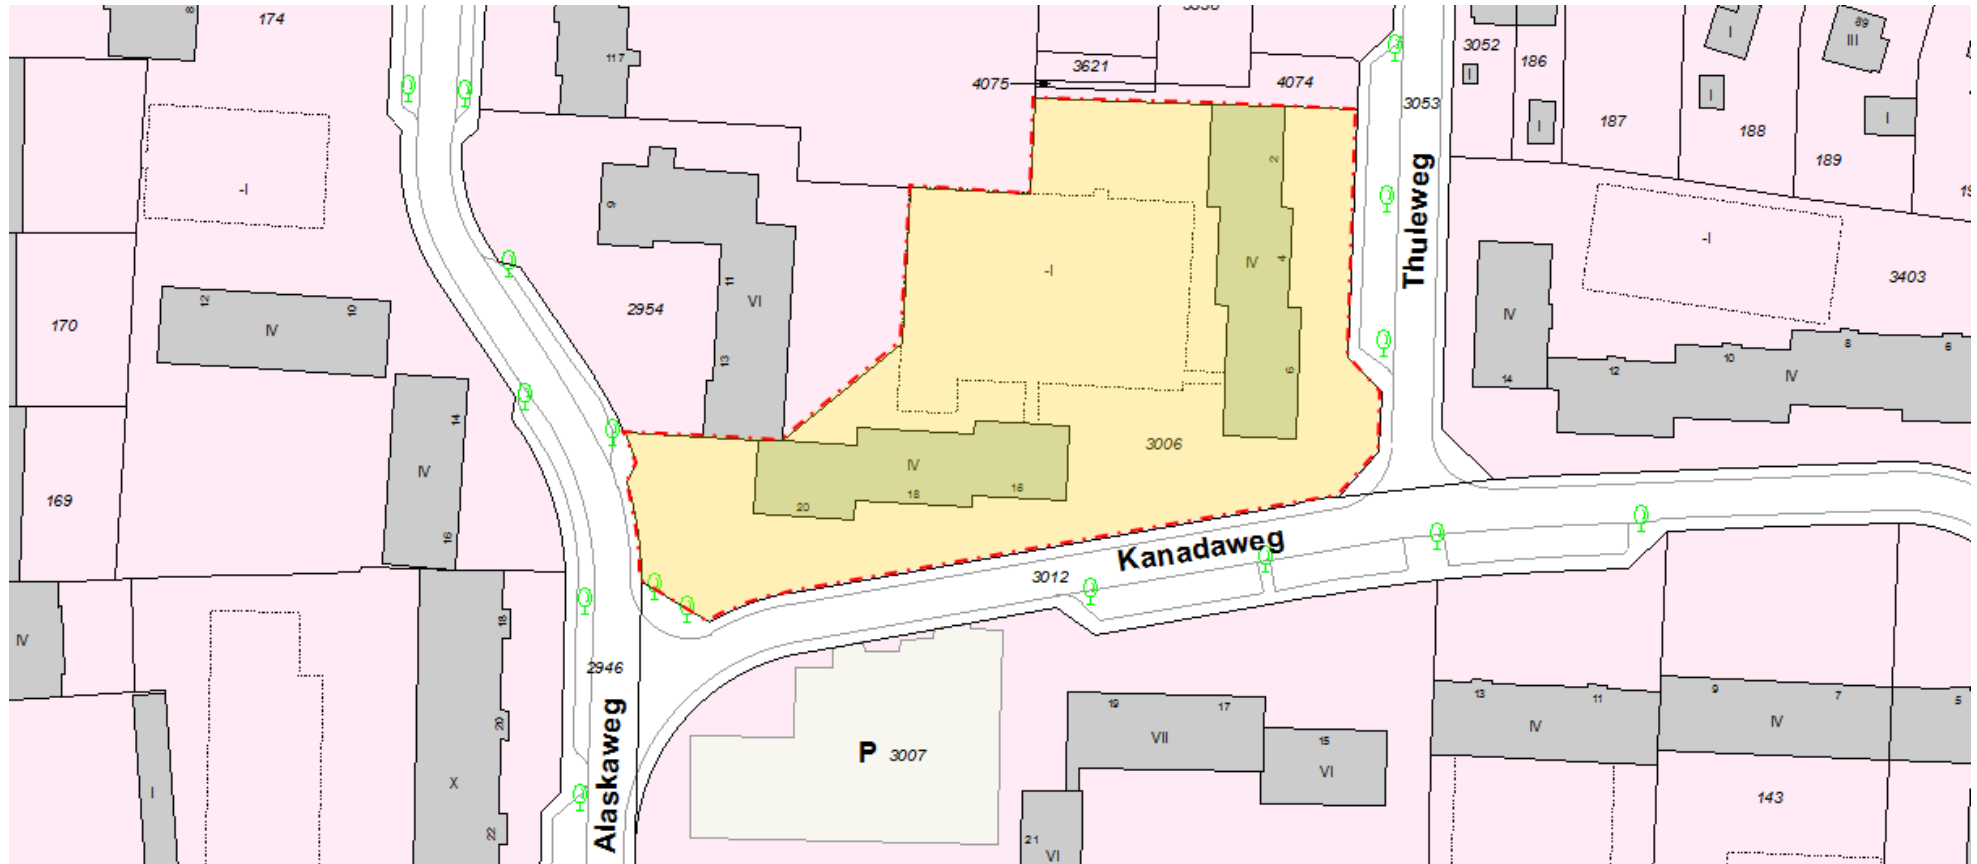 8
174
117
3621
4075
4074
3053
3052
186
187
188
189
I
I
I
I
III
89
I
-I
9
11
13
VI
2954
-I
2
4
6
IV
Thuleweg
-I
3403
170
12
10
IV
14
16
IV
169
IV
20
18
16
3006
IV
14
12
10
8
6
IV
Kanadaweg
3012
IV
18
20
22
X
I
2946
Alaskaweg
P 3007
19
17
VII
15
VI
21
VI
13
11
IV
9
7
IV
5
143